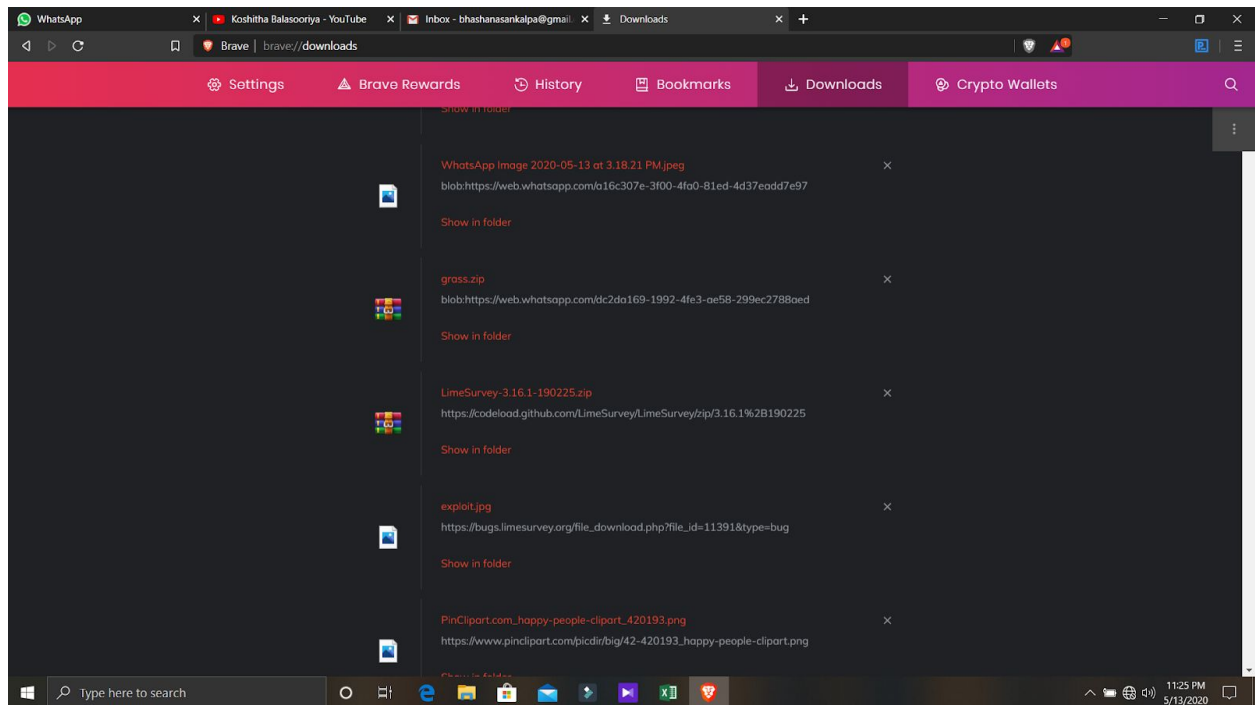 WhatsApp
Koshitha Balasooriya - YouTube
Inbox - bhashanasankalpa@gmail.
Downloads
Brave | brave://downloads
Settings
Brave Rewards
History
Bookmarks
Downloads
Crypto Wallets
Show in folder
WhatsApp Image 2020-05-13 at 3.18.21 PM.jpeg
blob:https://web.whatsapp.com/a16c307e-3f00-4fa0-81ed-4d37eadd7e97
Show in folder
grass.zip
blob:https://web.whatsapp.com/dc2da169-1992-4fe3-ae58-299ec2788aed
Show in folder
LimeSurvey-3.16.1-190225.zip
https://codeload.github.com/LimeSurvey/LimeSurvey/zip/3.16.1%2B190225
Show in folder
exploit.jpg
https://bugs.limesurvey.org/file_download.php?file_id=11391&type=bug
Show in folder
PinClipart.com_happy-people-clipart_420193.png
https://www.pinclipart.com/picdir/big/42-420193_happy-people-clipart.png
Show in folder
Type here to search
11:25 PM
5/13/2020